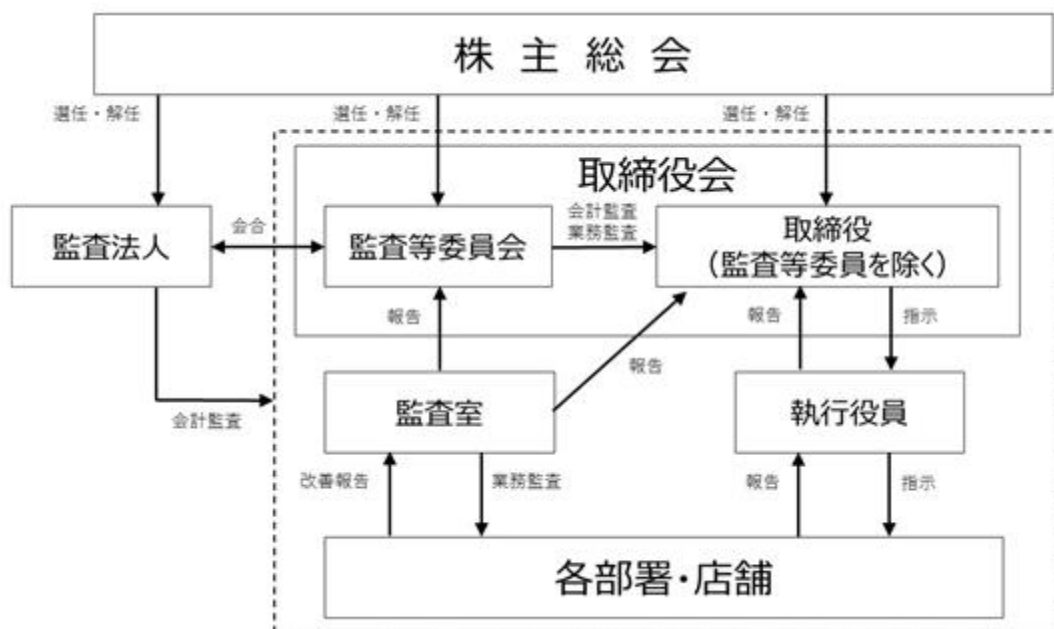 株主総会
選任・解任
選任・解任
選任・解任
取締役会
監査法人
会合
監査等委員会
会計監査
業務監査
取締役
（監査等委員を除く）
報告
報告
報告
指示
会計監査
監査室
執行役員
改善報告
業務監査
報告
指示
各部署・店舗